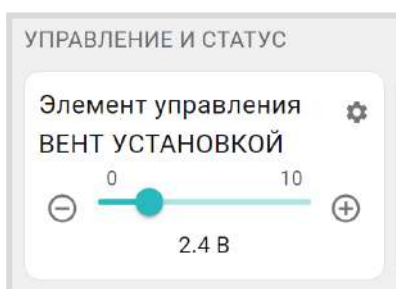 УПРАВЛЕНИЕ И СТАТУС
Элемент управления
ВЕНТ УСТАНОВКОЙ
0 10
2.4 В